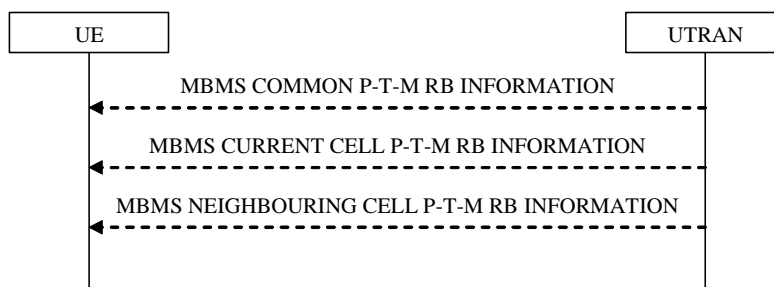 UE
UTRAN
MBMS COMMON P-T-M RB INFORMATION
MBMS CURRENT CELL P-T-M RB INFORMATION
MBMS NEIGHBOURING CELL P-T-M RB INFORMATION